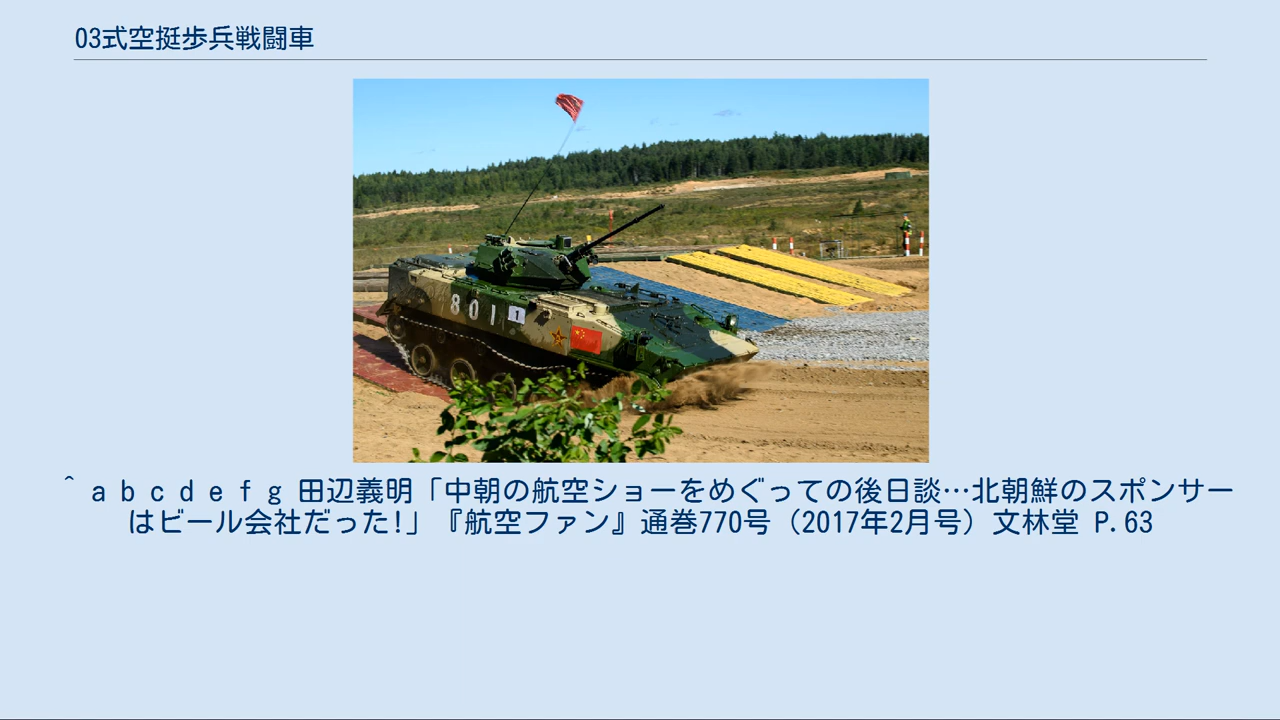 03式空挺歩兵戦闘車
801
1
^ a b c d e f g 田辺義明「中朝の航空ショーをめぐっての後日談…北朝鮮のスポンサー
はビール会社だった!」『航空ファン』通巻770号（2017年2月号）文林堂 P.63